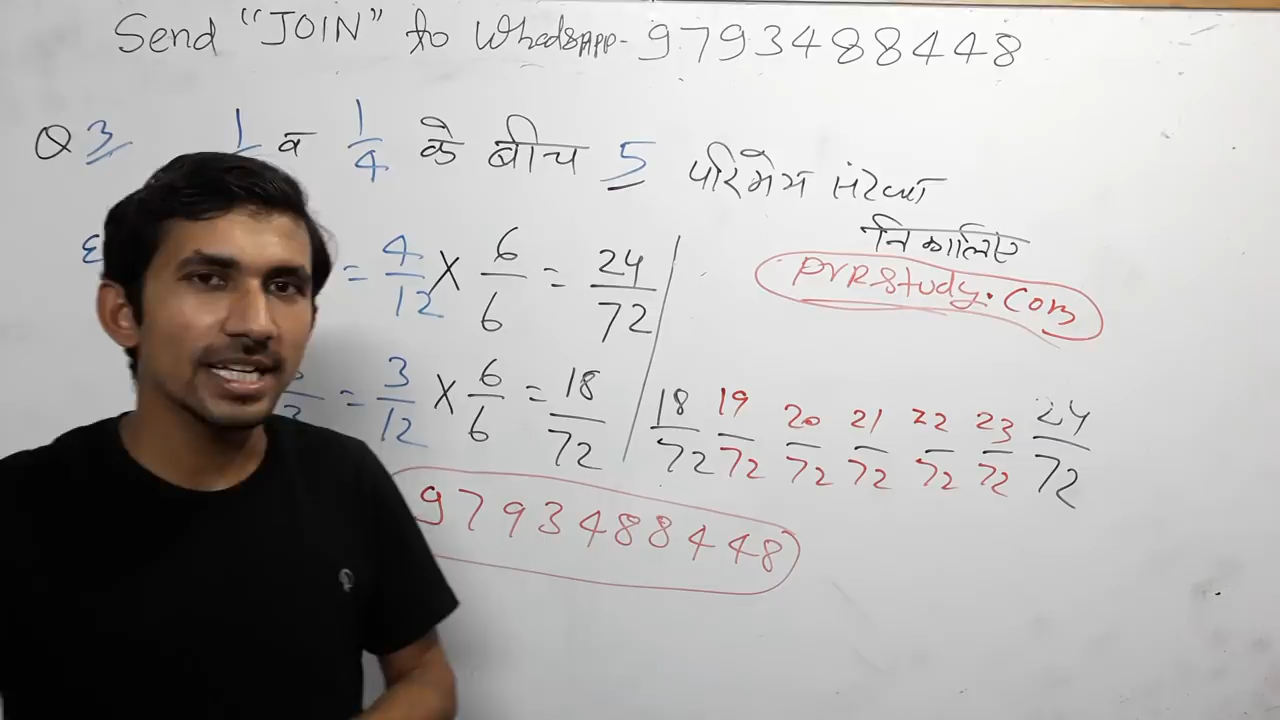 Send "JOIN" to WhadsAPP - 9793488448
Q 3 1 व 1/4 के बीच 5 परिमेय संख्या
निकालिए
= 4/12 X 6/6 = 24/72
PVRStudy.com
= 3/12 X 6/6 = 18/72
18/72 19/72 20/72 21/72 22/72 23/72 24/72
9793488448